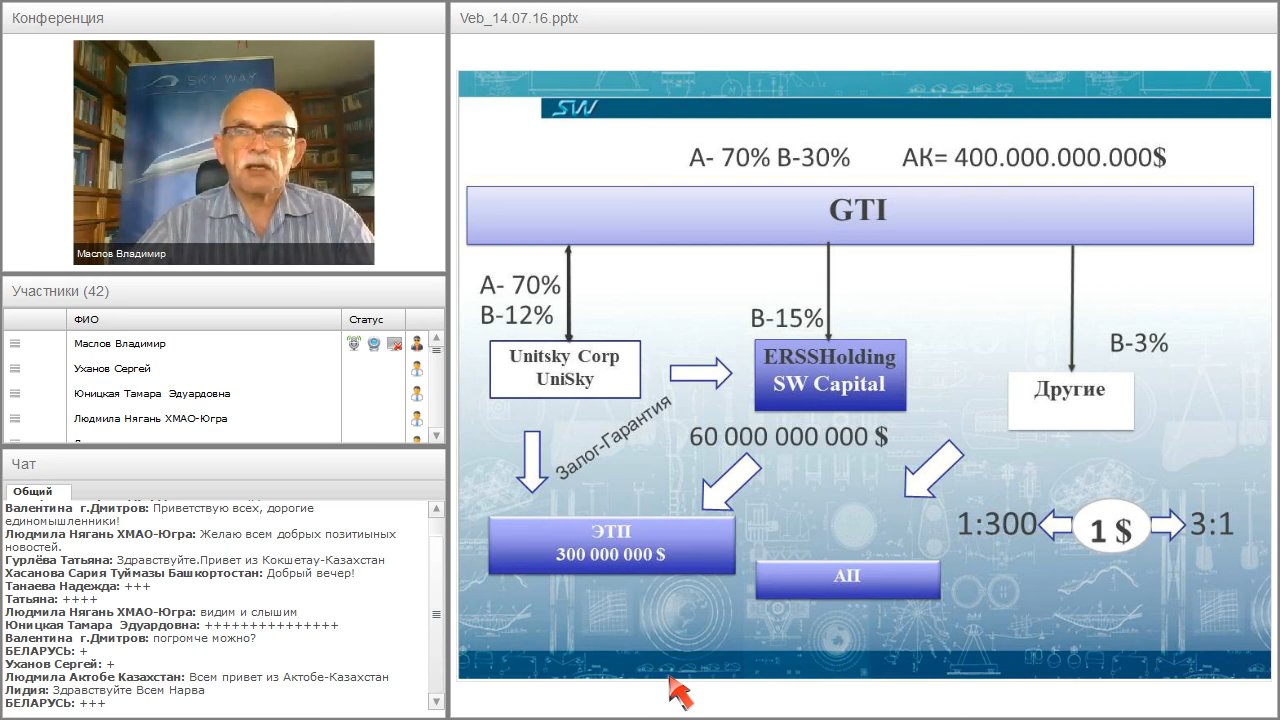 Конференция
SKY WAY
Маслов Владимир
Участники (42)
ФИО
Статус
Маслов Владимир
Уханов Сергей
Юницкая Тамара Эдуардовна
Людмила Нягань ХМАО-Югра
Чат
Общий
Валентина г.Дмитров: Приветствую всех, дорогие
единомышленники!
Людмила Нягань ХМАО-Югра: Желаю всем добрых позитиыных
новостей.
Гурлёва Татьяна: Здравствуйте.Привет из Кокшетау-Казахстан
Хасанова Сария Туймазы Башкортостан: Добрый вечер!
Танаева Надежда: +++
Татьяна: ++++
Людмила Нягань ХМАО-Югра: видим и слышим
Юницкая Тамара Эдуардовна: +++++++++++++++
Валентина г.Дмитров: погромче можно?
БЕЛАРУСЬ: +
Уханов Сергей: +
Людмила Актобе Казахстан: Всем привет из Актобе-Казахстан
Лидия: Здравствуйте Всем Нарва
БЕЛАРУСЬ: +++
Veb_14.07.16.pptx
SW
А- 70% В-30% АК= 400.000.000.000$
GTI
А- 70%
В-12%
В-15%
В-3%
Unitsky Corp
UniSky
ERSSHolding
SW Capital
Другие
Залог-Гарантия
60 000 000 000 $
ЭТП
300 000 000 $
АП
1:300
1 $
3:1